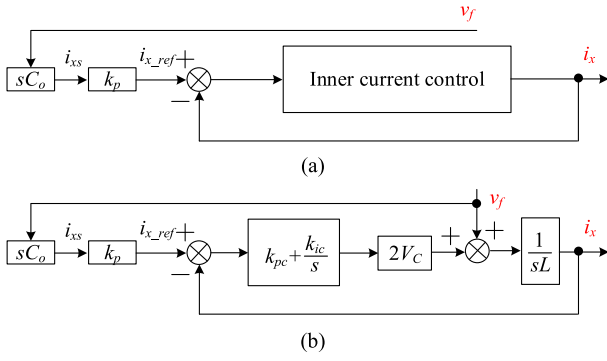 v_f
i_xs
i_x_ref
+
i_x
sC_o
k_p
Inner current control
−
(a)
v_f
i_xs
i_x_ref
+
+
+
i_x
sC_o
k_p
k_pc + k_ic/s
2V_C
1/sL
−
(b)